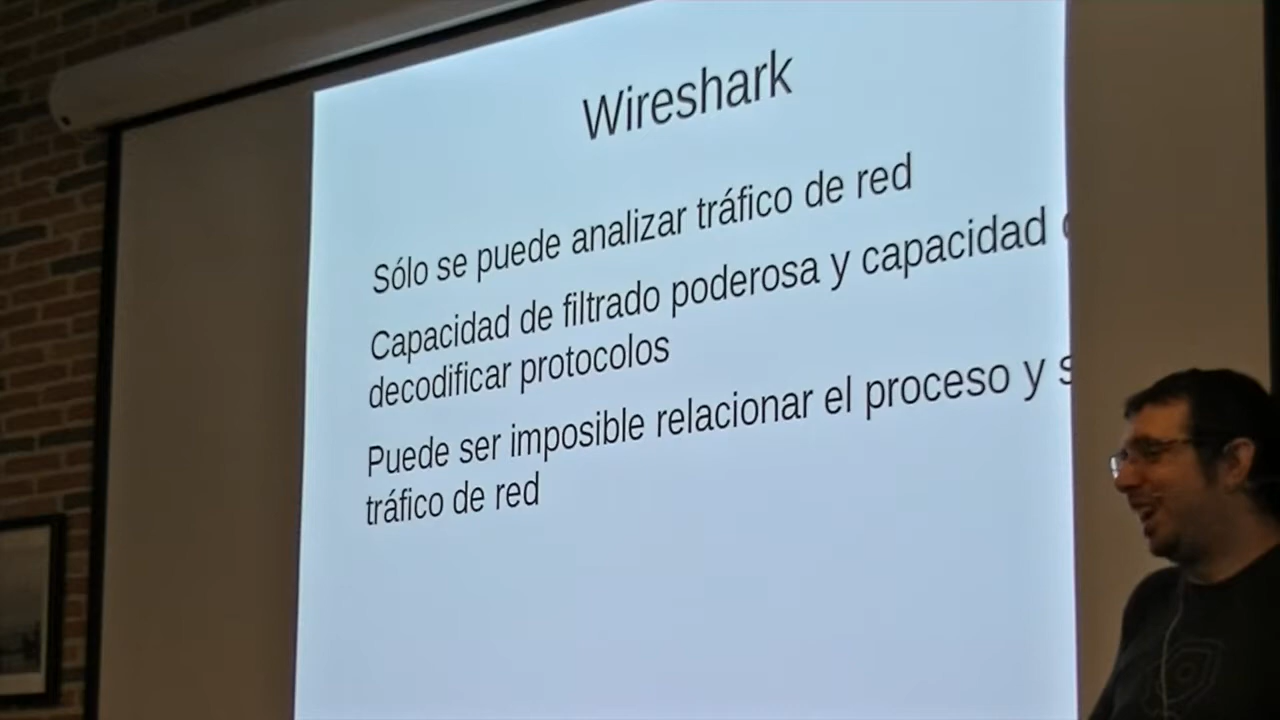 Wireshark
Sólo se puede analizar tráfico de red
Capacidad de filtrado poderosa y capacidad
decodificar protocolos
Puede ser imposible relacionar el proceso y
tráfico de red